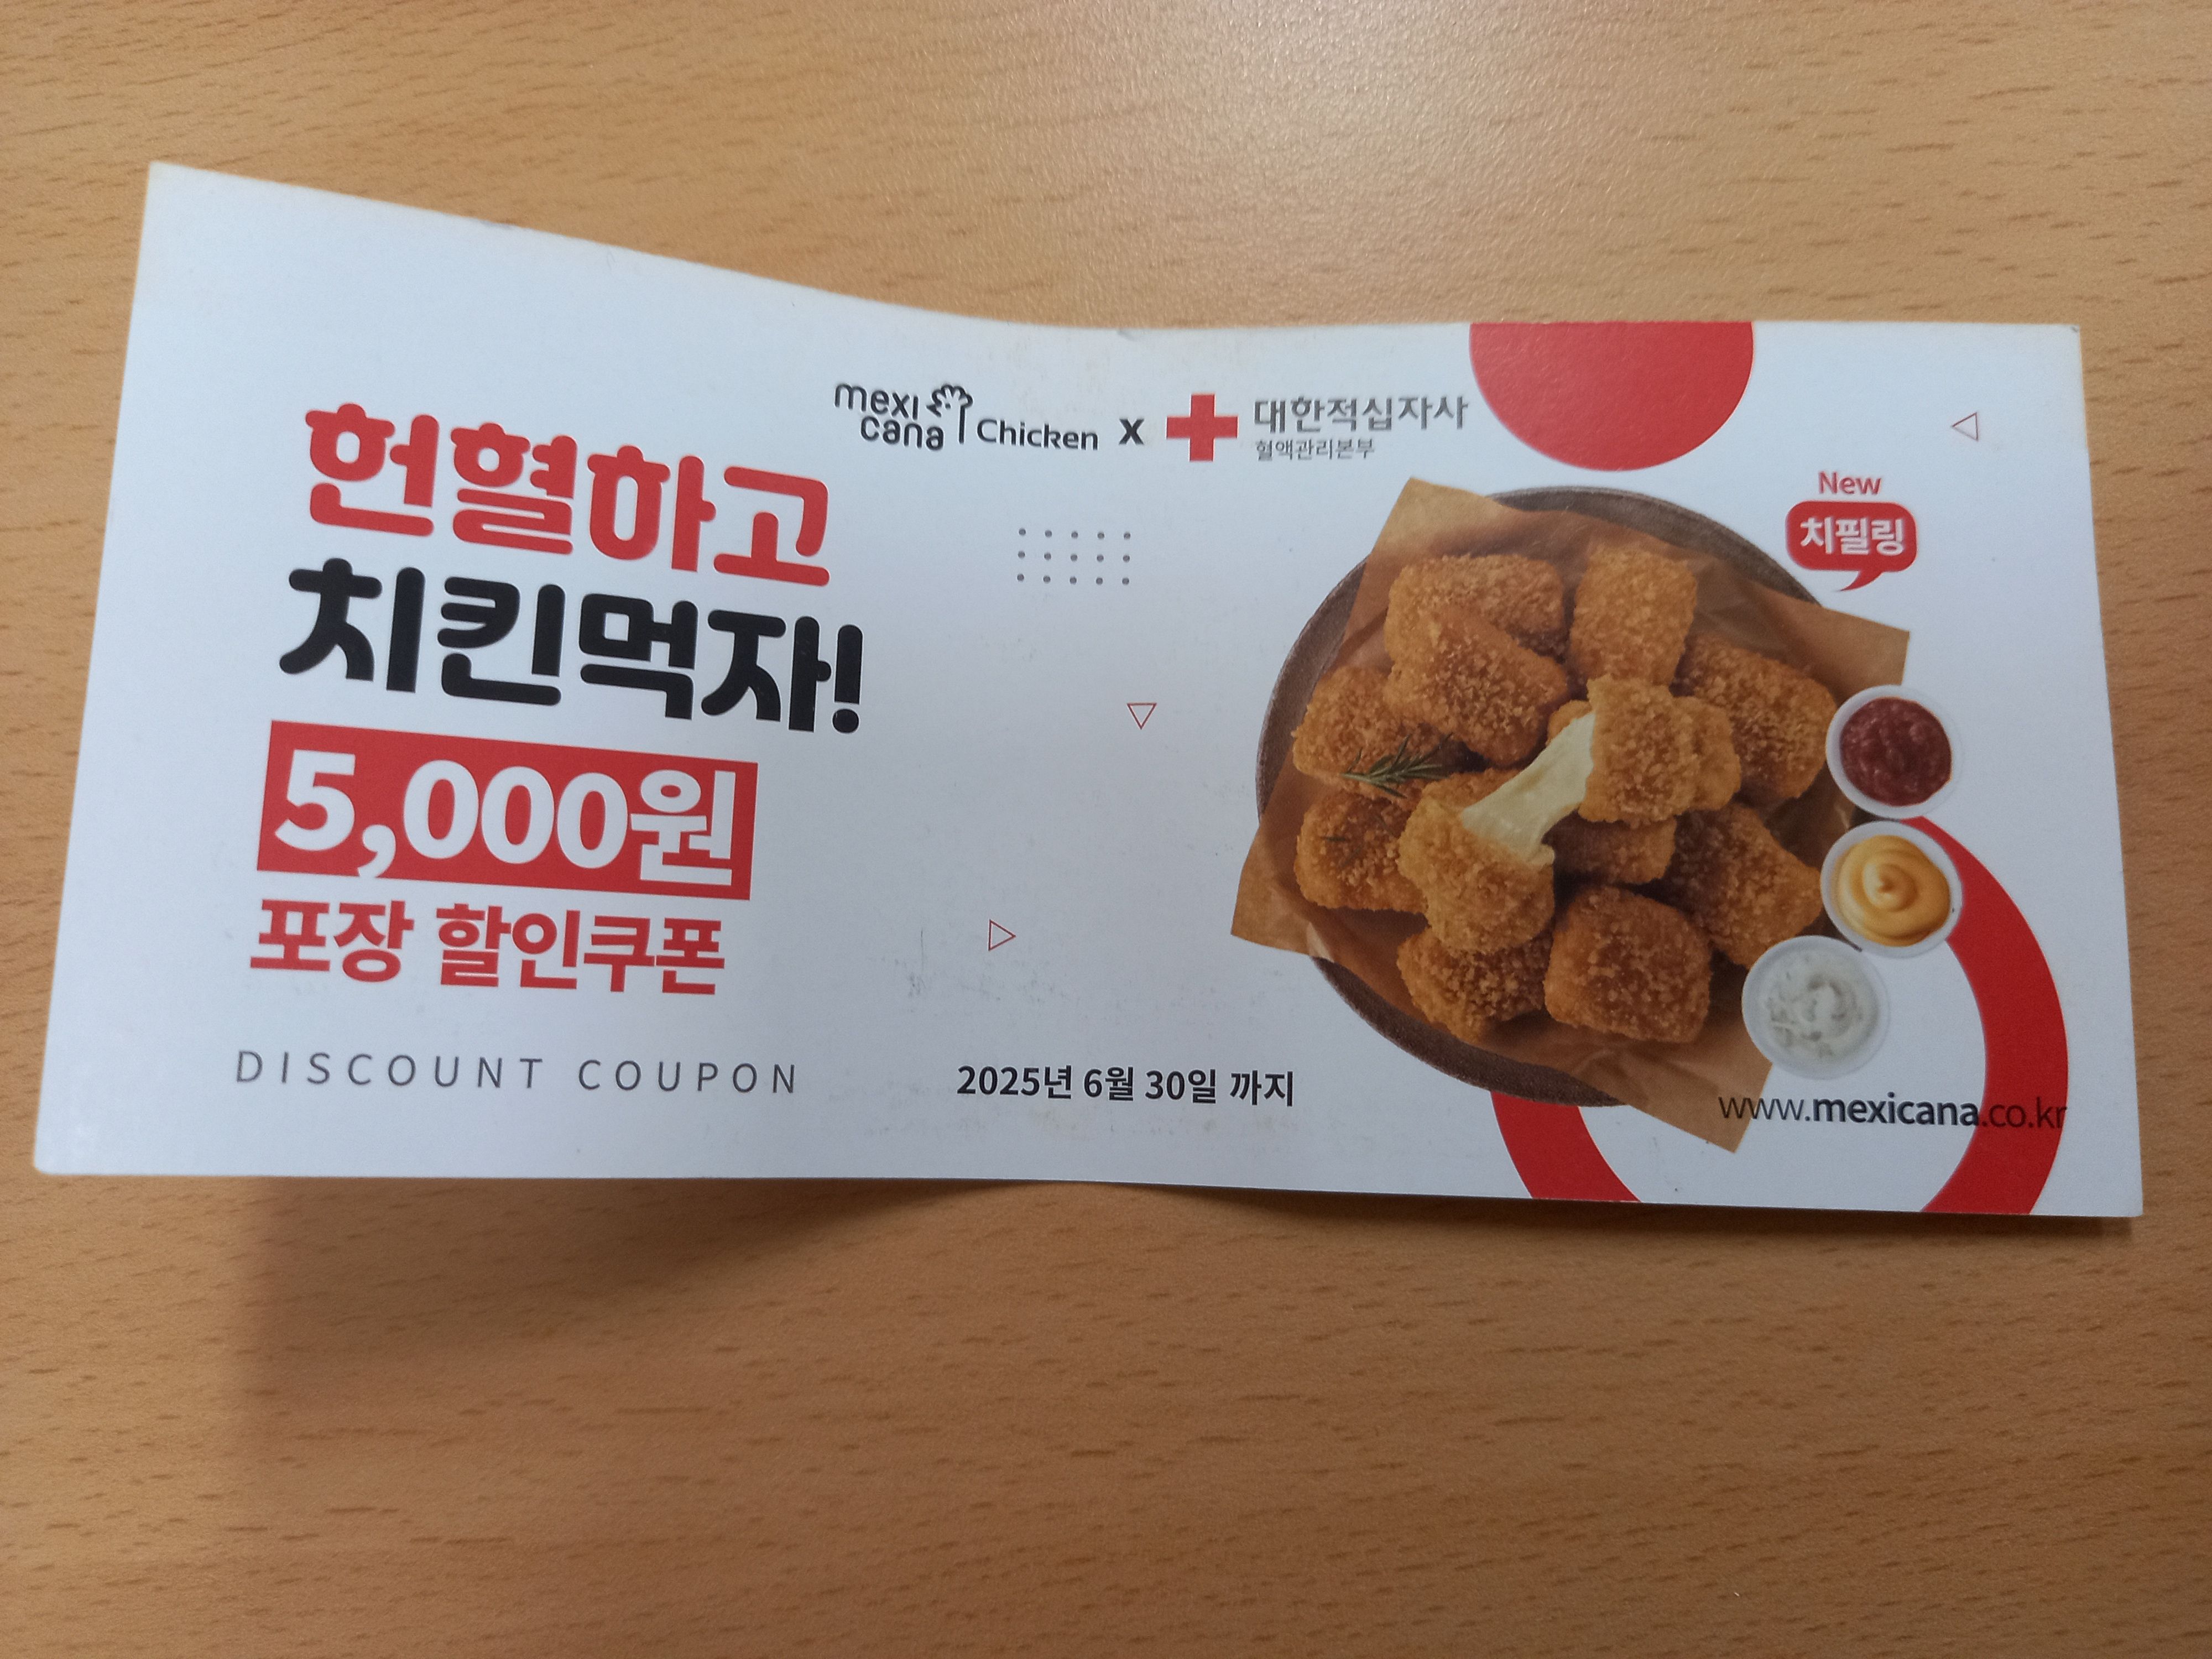 mexi
cana Chicken x 대한적십자사
혈액관리본부
헌혈하고
치킨먹자!
5,000원
포장 할인쿠폰
DISCOUNT COUPON
2025년 6월 30일 까지
New
치필링
www.mexicana.co.kr